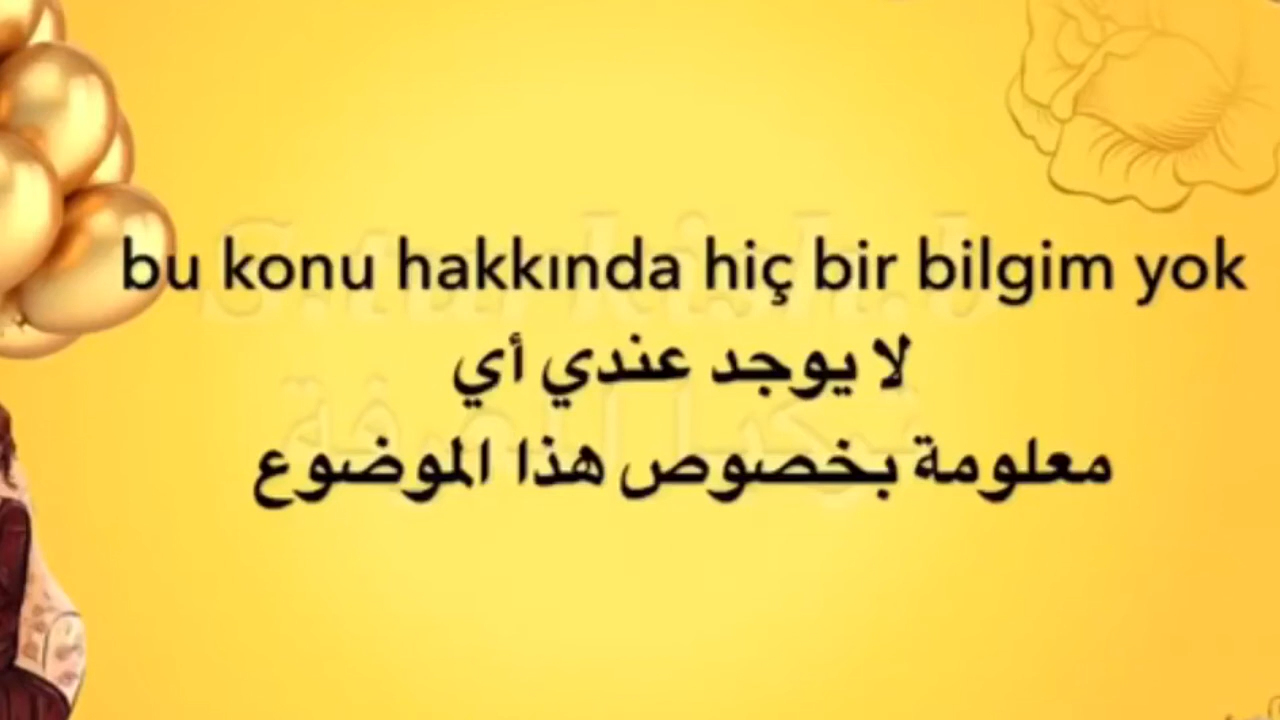 bu konu hakkında hiç bir bilgim yok
لا يوجد عندي أي
معلومة بخصوص هذا الموضوع